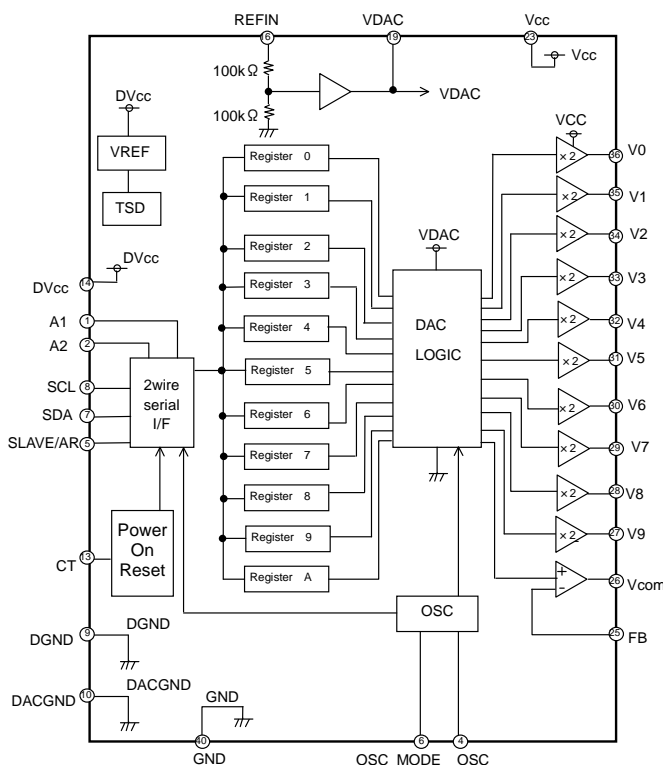 REFIN
VDAC
Vcc
16
19
23
Vcc
100kΩ
100kΩ
VDAC
DVcc
VREF
TSD
VCC
Register 0
×2
36
V0
Register 1
×2
35
V1
Register 2
×2
34
V2
VDAC
DVcc
14
DVcc
Register 3
×2
33
V3
A1
1
Register 4
DAC
LOGIC
×2
32
V4
A2
2
Register 5
×2
31
V5
SCL
8
2wire
serial
I/F
SDA
7
Register 6
×2
30
V6
SLAVE/AR
5
Register 7
×2
29
V7
Register 8
×2
28
V8
Power
On
Reset
Register 9
×2
27
V9
CT
13
Register A
+
-
26
Vcom
OSC
25
FB
DGND
9
DGND
DACGND
10
DACGND
GND
40
GND
6
OSC_MODE
4
OSC